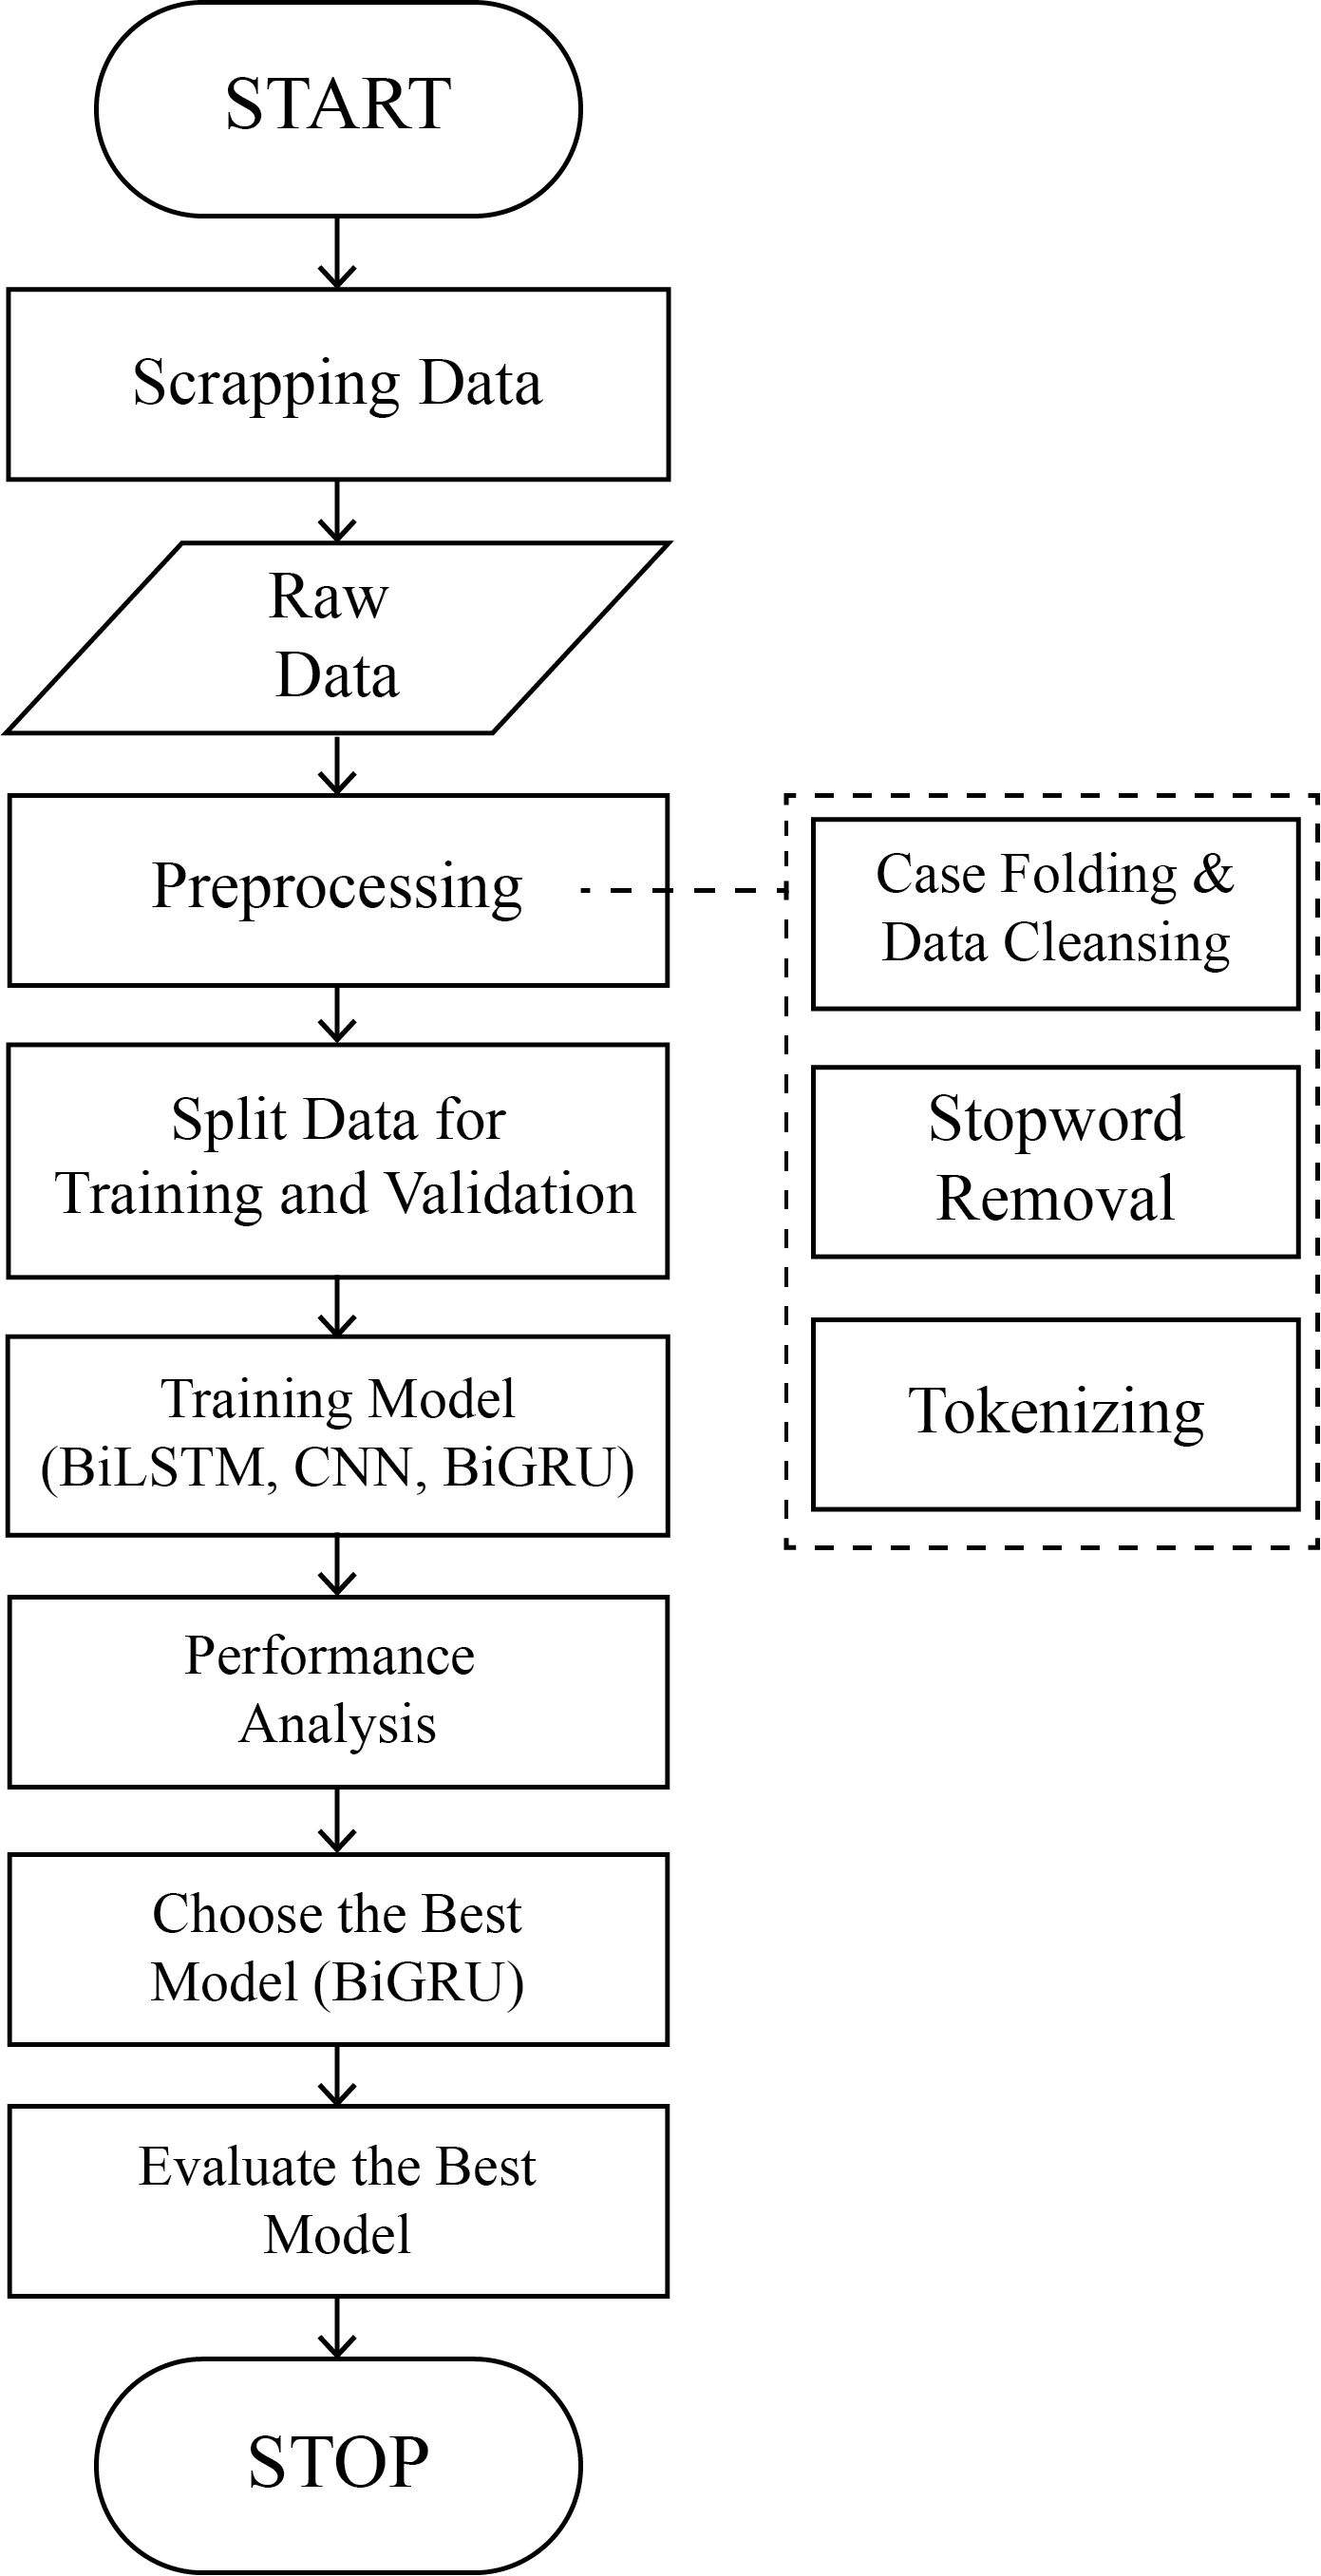 START
Scrapping Data
Raw
Data
Preprocessing
Case Folding &
Data Cleansing
Stopword
Removal
Tokenizing
Split Data for
Training and Validation
Training Model
(BiLSTM, CNN, BiGRU)
Performance
Analysis
Choose the Best
Model (BiGRU)
Evaluate the Best
Model
STOP